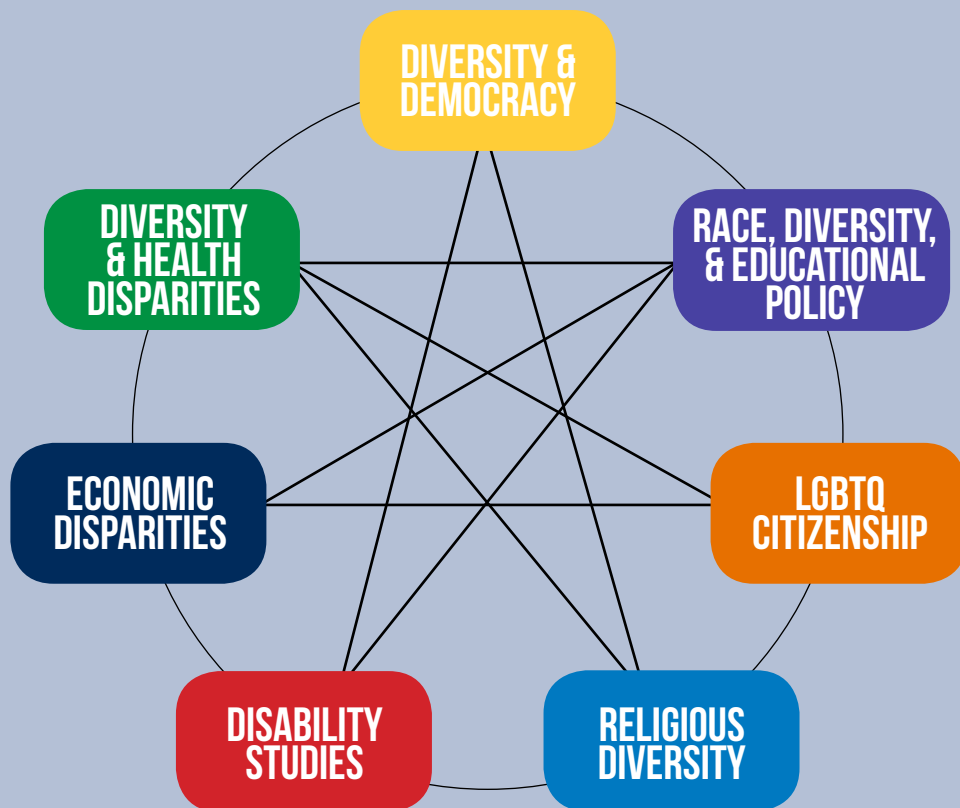 DIVERSITY &
DEMOCRACY
DIVERSITY
& HEALTH
DISPARITIES
RACE, DIVERSITY,
& EDUCATIONAL
POLICY
ECONOMIC
DISPARITIES
LGBTQ
CITIZENSHIP
DISABILITY
STUDIES
RELIGIOUS
DIVERSITY